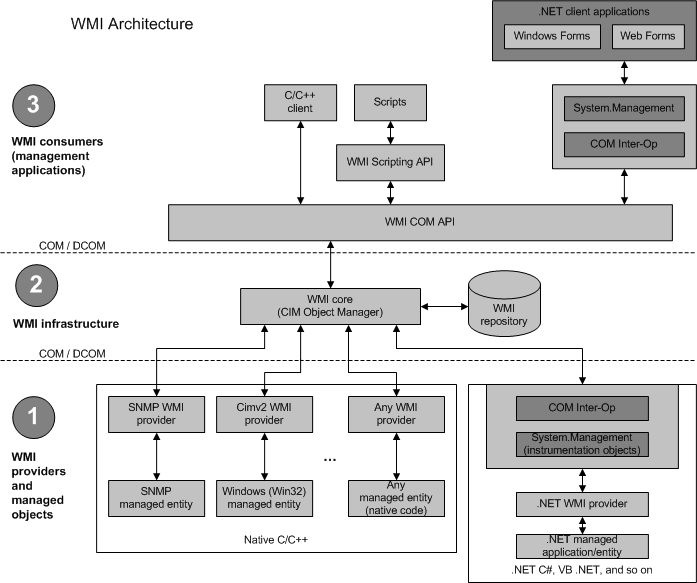 WMI Architecture
.NET client applications
Windows Forms
Web Forms
3
WMI consumers
(management
applications)
C/C++
client
Scripts
System.Management
COM Inter-Op
WMI Scripting API
WMI COM API
COM / DCOM
2
WMI infrastructure
WMI core
(CIM Object Manager)
WMI
repository
COM / DCOM
1
WMI
providers
and
managed
objects
SNMP WMI
provider
Cimv2 WMI
provider
Any WMI
provider
...
SNMP
managed entity
Windows (Win32)
managed entity
Any
managed entity
(native code)
Native C/C++
COM Inter-Op
System.Management
(instrumentation objects)
.NET WMI provider
.NET managed
application/entity
.NET C#, VB .NET, and so on